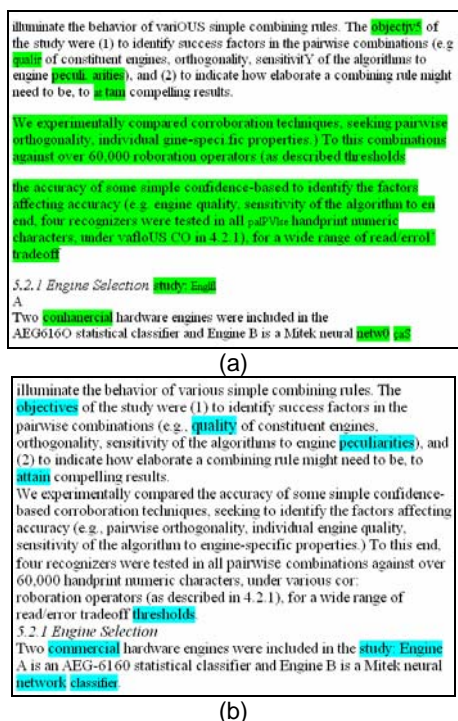 illuminate the behavior of variOUS simple combining rules. The objectjv5 of
the study were (1) to identify success factors in the pairwise combinations (e.g
qualir of constituent engines, orthogonality, sensitivitY of the algorithms to
engine peculi. arities), and (2) to indicate how elaborate a combining rule might
need to be, to at tam compelling results.
We experimentally compared corroboration techniques, seeking pairwise
orthogonality, individual gine-speci.fic properties.) To this combinations
against over 60,000 roboration operators (as described thresholds
the accuracy of some simple confidence-based to identify the factors
affecting accuracy (e.g. engine quality, sensitivity of the algorithm to en
end, four recognizers were tested in all palPVlse handprint numeric
characters, under vafloUS CO in 4.2.1), for a wide range of read/errol'
tradeoff
5.2.1 Engine Selection study: Engifl
A
Two conhanercial hardware engines were included in the
AEG616O statistical classifier and Engine B is a Mitek neural netw0 çaS
(a)
illuminate the behavior of various simple combining rules. The
objectives of the study were (1) to identify success factors in the
pairwise combinations (e.g., quality of constituent engines,
orthogonality, sensitivity of the algorithms to engine peculiarities), and
(2) to indicate how elaborate a combining rule might need to be, to
attain compelling results.
We experimentally compared the accuracy of some simple confidence-
based corroboration techniques, seeking to identify the factors affecting
accuracy (e.g., pairwise orthogonality, individual engine quality,
sensitivity of the algorithm to engine-specific properties.) To this end,
four recognizers were tested in all pairwise combinations against over
60,000 handprint numeric characters, under various cor:
roboration operators (as described in 4.2.1), for a wide range of
read/error tradeoff thresholds.
5.2.1 Engine Selection
Two commercial hardware engines were included in the study: Engine
A is an AEG-6160 statistical classifier and Engine B is a Mitek neural
network classifier.
(b)